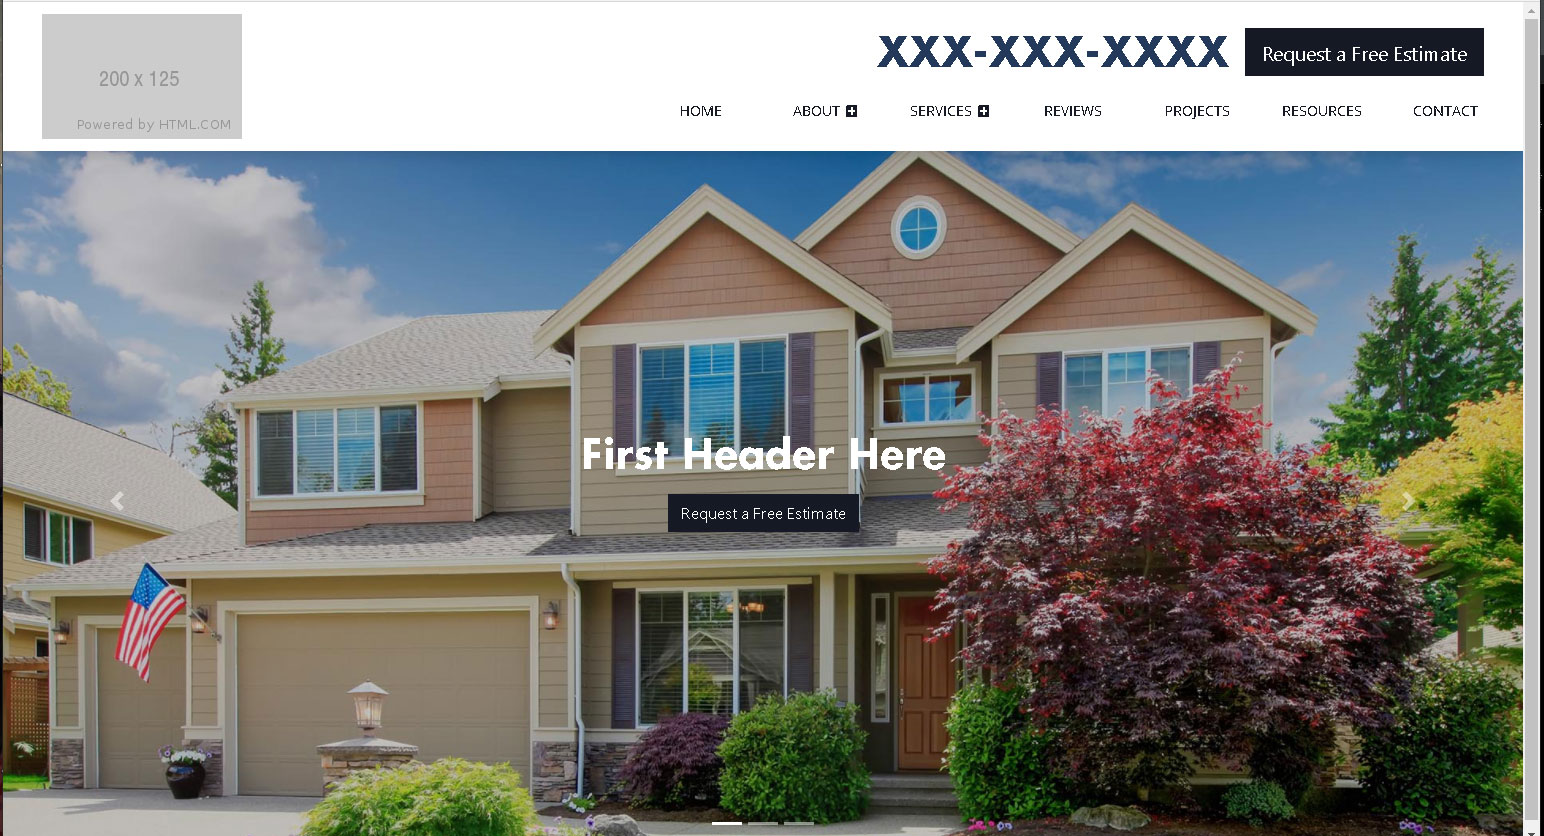 200 x 125
Powered by HTML.COM
XXX-XXX-XXXX
Request a Free Estimate
HOME ABOUT SERVICES REVIEWS PROJECTS RESOURCES CONTACT
First Header Here
Request a Free Estimate